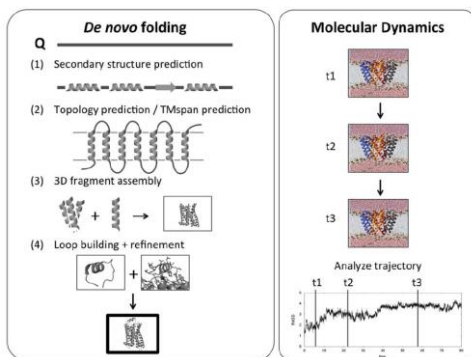 De novo folding
Q
(1) Secondary structure prediction
(2) Topology prediction / TMspan prediction
(3) 3D fragment assembly
+
(4) Loop building + refinement
+
Molecular Dynamics
t1
t2
t3
Analyze trajectory
t1 t2 t3